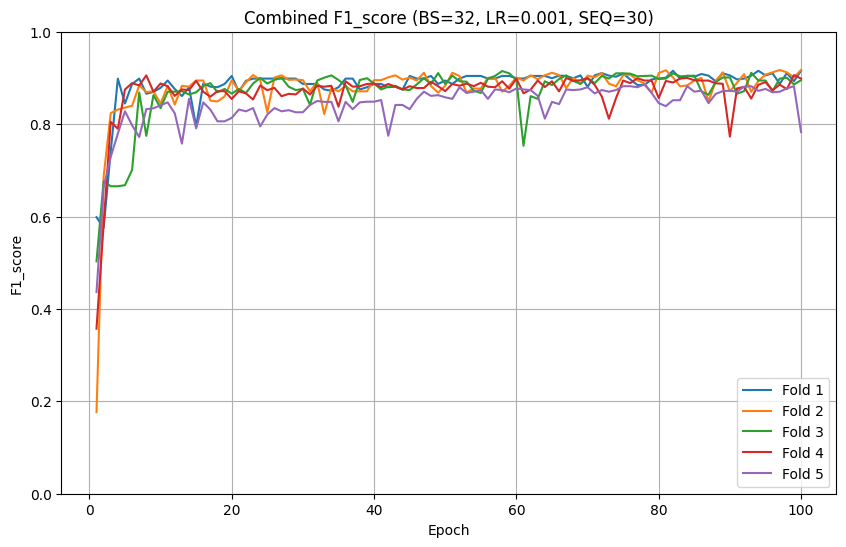 Combined F1_score (BS=32, LR=0.001, SEQ=30)
1.0
0.8
0.6
0.4
0.2
0.0
F1_score
0 20 40 60 80 100
Epoch
Fold 1
Fold 2
Fold 3
Fold 4
Fold 5